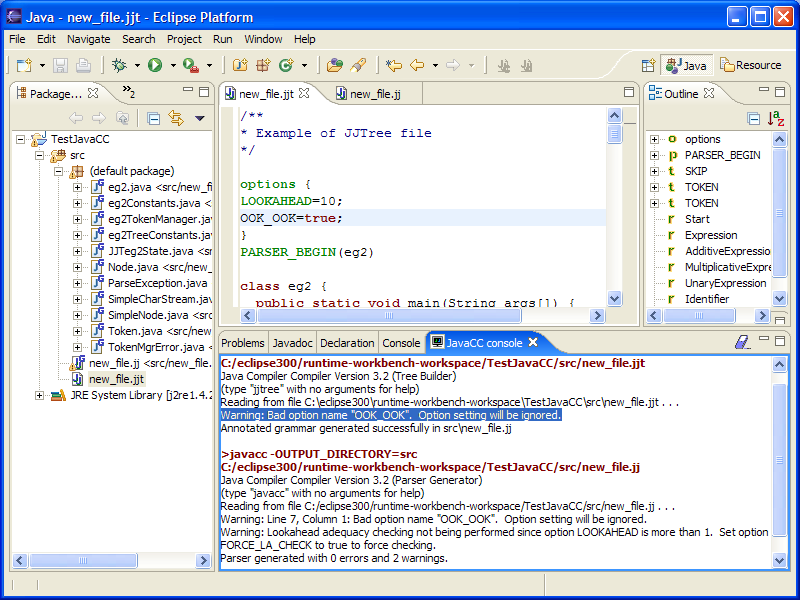 Java - new_file.jjt - Eclipse Platform
File Edit Navigate Search Project Run Window Help
Java Resource
Package... »2
TestJavaCC
src
(default package)
eg2.java <src/new_fi
eg2Constants.java
eg2TokenManager.java
eg2TreeConstants.java
JJTeg2State.java <s
Node.java <src/new_
ParseException.java
SimpleCharStream.java
SimpleNode.java <sr
Token.java <src/new
TokenMgrError.java
new_file.jj <src/new_file.
new_file.jjt
JRE System Library [j2re1.4.2
new_file.jjt new_file.jj
/**
* Example of JJTree file
*/
options {
LOOKAHEAD=10;
OOK_OOK=true;
}
PARSER_BEGIN(eg2)
class eg2 {
public static void main(String args[]) {
Outline
options
PARSER_BEGIN
SKIP
TOKEN
TOKEN
Start
Expression
AdditiveExpressio
MultiplicativeExpre
UnaryExpression
Identifier
Problems Javadoc Declaration Console JavaCC console
C:/eclipse300/runtime-workbench-workspace/TestJavaCC/src/new_file.jjt
Java Compiler Compiler Version 3.2 (Tree Builder)
(type "jjtree" with no arguments for help)
Reading from file C:\eclipse300\runtime-workbench-workspace\TestJavaCC\src\new_file.jjt . . .
Warning: Bad option name "OOK_OOK".  Option setting will be ignored.
Annotated grammar generated successfully in src\new_file.jj
>javacc -OUTPUT_DIRECTORY=src
C:/eclipse300/runtime-workbench-workspace/TestJavaCC/src/new_file.jj
Java Compiler Compiler Version 3.2 (Parser Generator)
(type "javacc" with no arguments for help)
Reading from file C:/eclipse300/runtime-workbench-workspace/TestJavaCC/src/new_file.jj . . .
Warning: Line 7, Column 1: Bad option name "OOK_OOK".  Option setting will be ignored.
Warning: Lookahead adequacy checking not being performed since option LOOKAHEAD is more than 1.  Set option
FORCE_LA_CHECK to true to force checking.
Parser generated with 0 errors and 2 warnings.